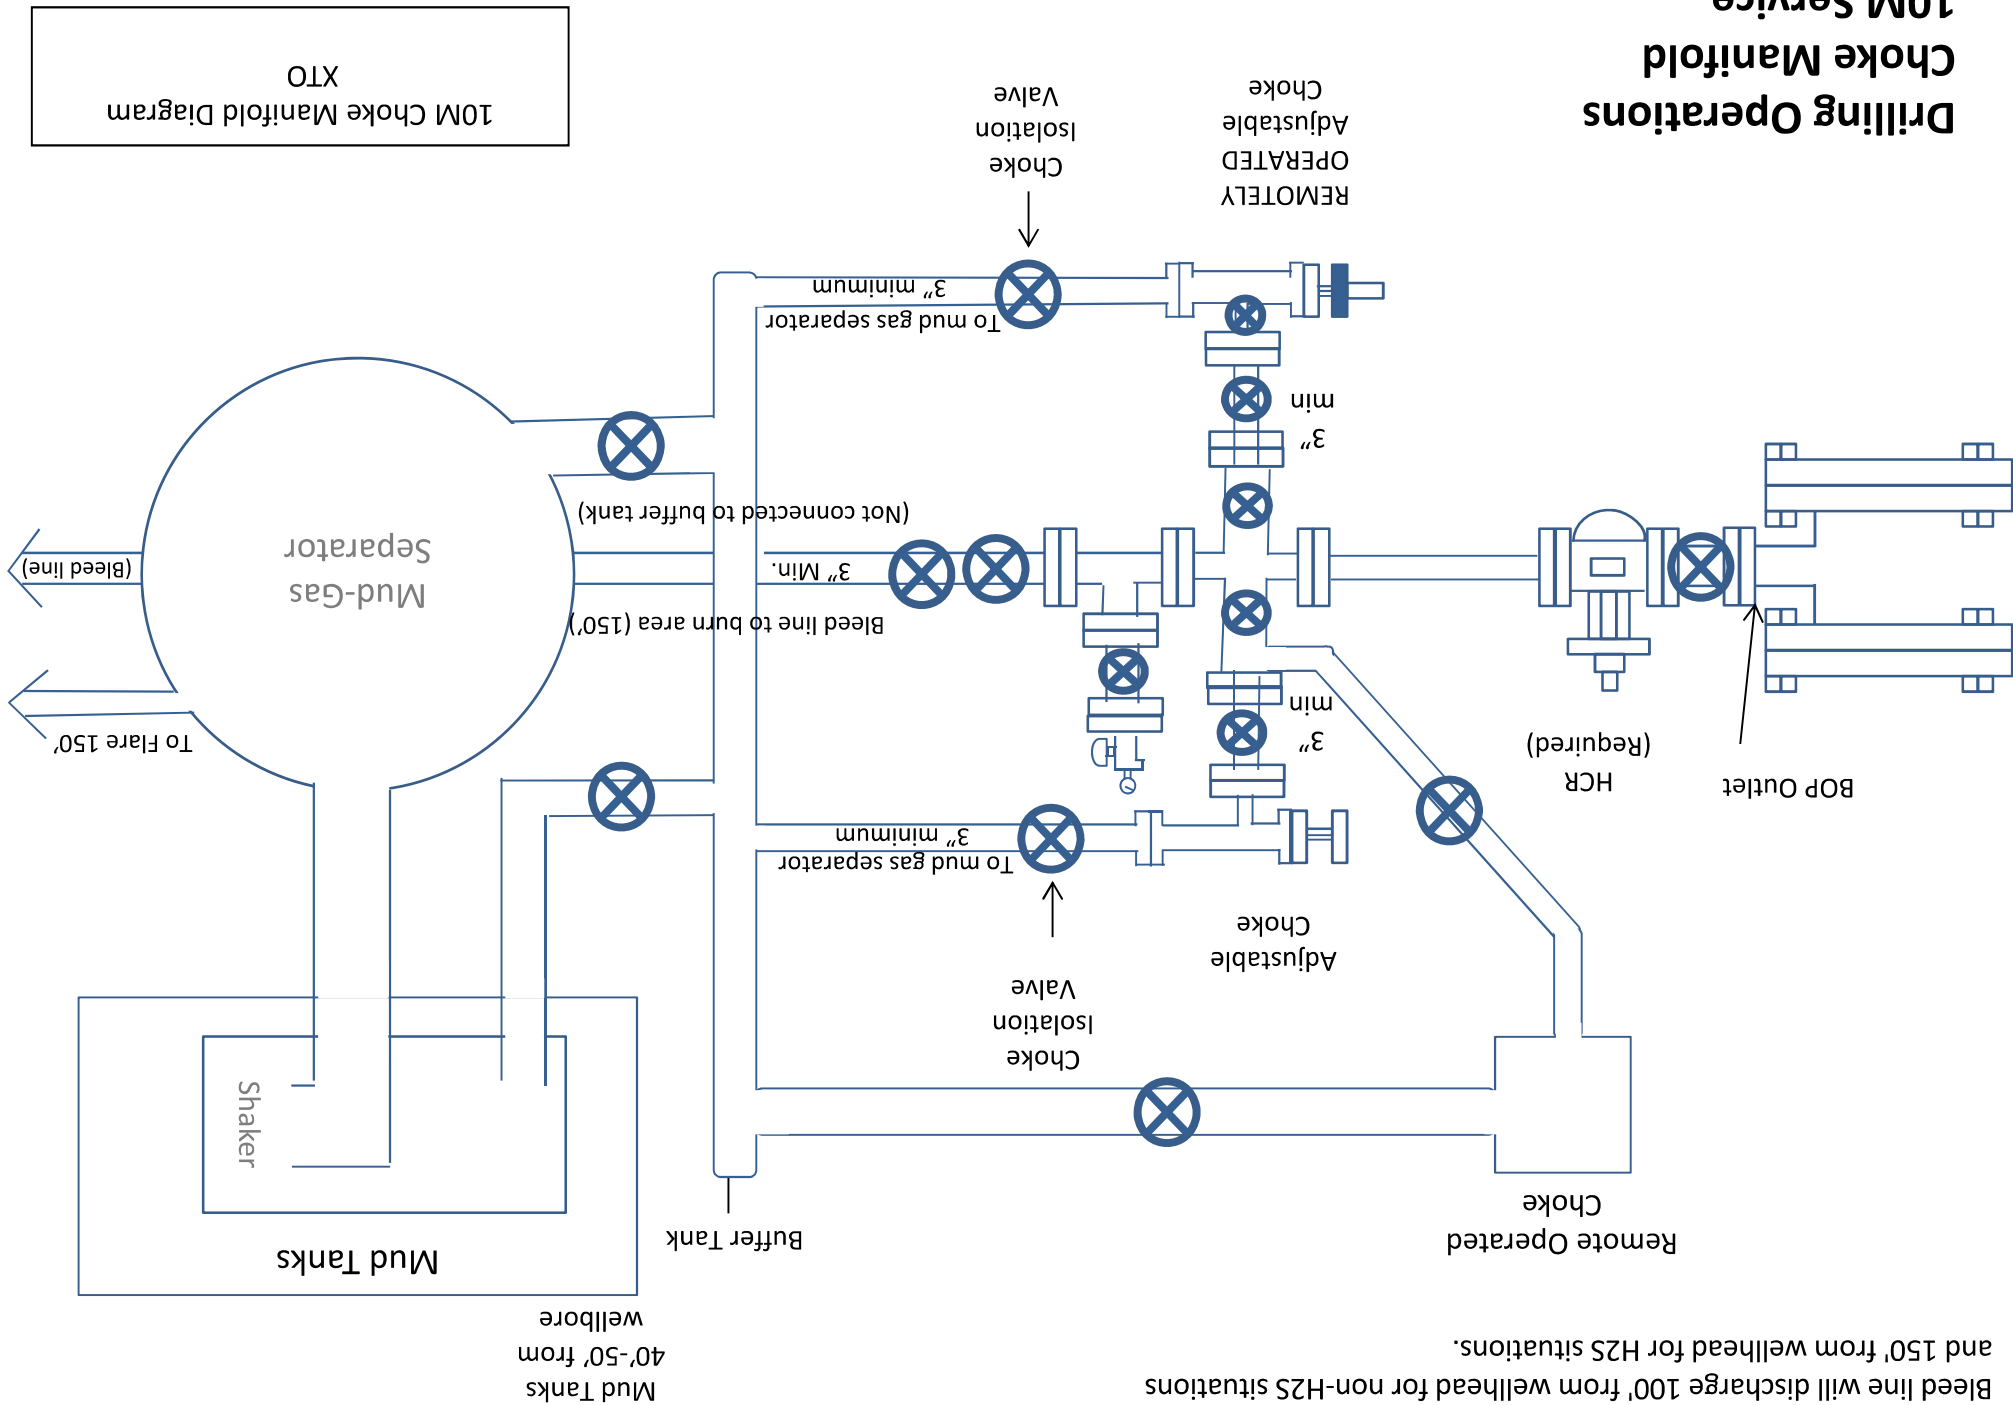 Bleed line will discharge 100' from wellhead for non-H2S situations
and 150' from wellhead for H2S situations.
Mud Tanks
40'-50' from
wellbore
Mud Tanks
Remote Operated
Choke
Buffer Tank
Shaker
Choke
Isolation
Valve
Adjustable
Choke
To mud gas separator
3" minimum
BOP Outlet
HCR
(Required)
3"
min
To Flare 150'
Bleed line to burn area (150')
3" Min.
(Not connected to buffer tank)
Mud-Gas
Separator
(Bleed line)
3"
min
To mud gas separator
3" minimum
REMOTELY
OPERATED
Adjustable
Choke
Choke
Isolation
Valve
Drilling Operations
Choke Manifold
10M Service
10M Choke Manifold Diagram
XTO